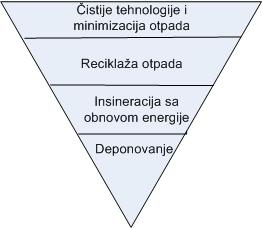 Čistije tehnologije i
minimizacija otpada
Reciklaža otpada
Insineracija sa
obnovom energije
Deponovanje